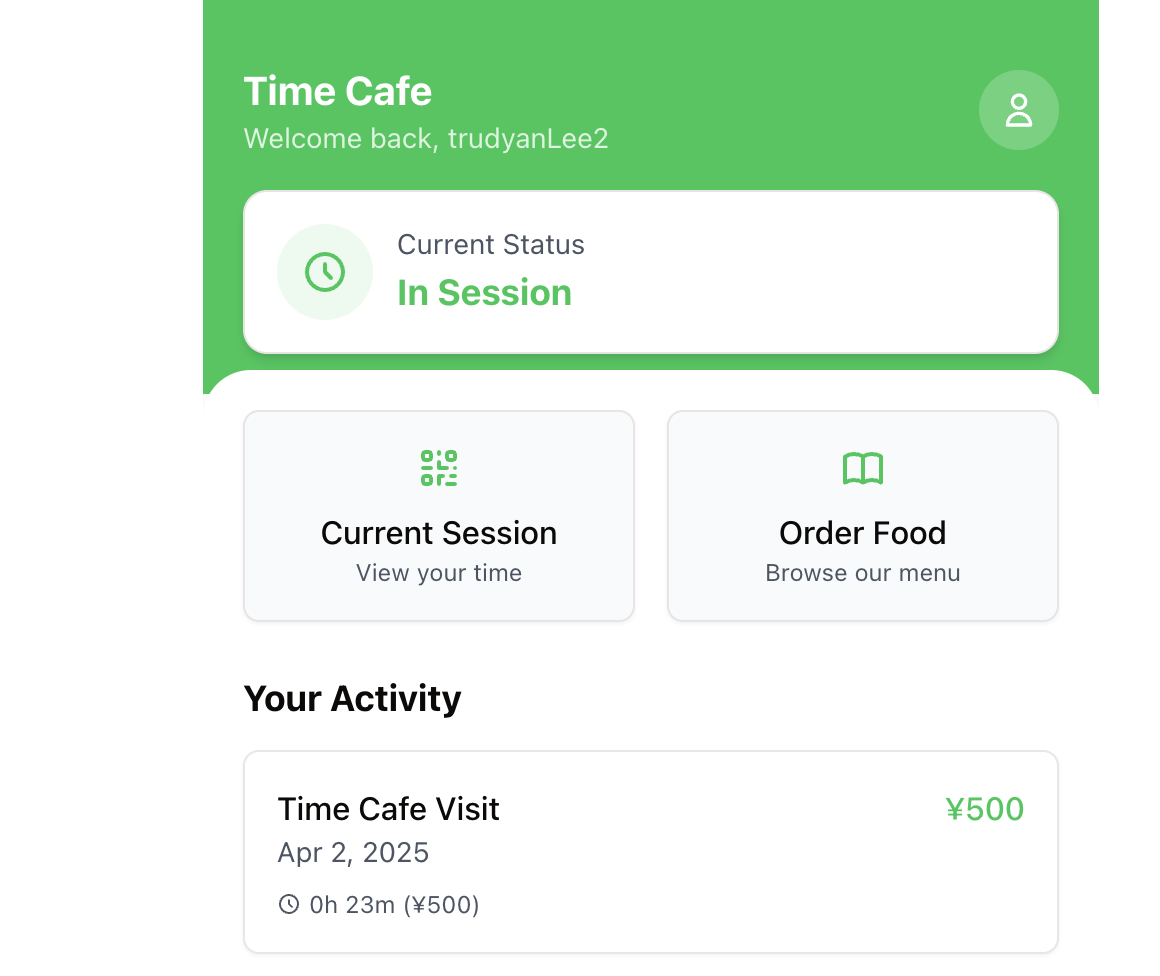 Time Cafe
Welcome back, trudyanLee2
Current Status
In Session
Current Session
View your time
Order Food
Browse our menu
Your Activity
Time Cafe Visit
¥500
Apr 2, 2025
0h 23m (¥500)